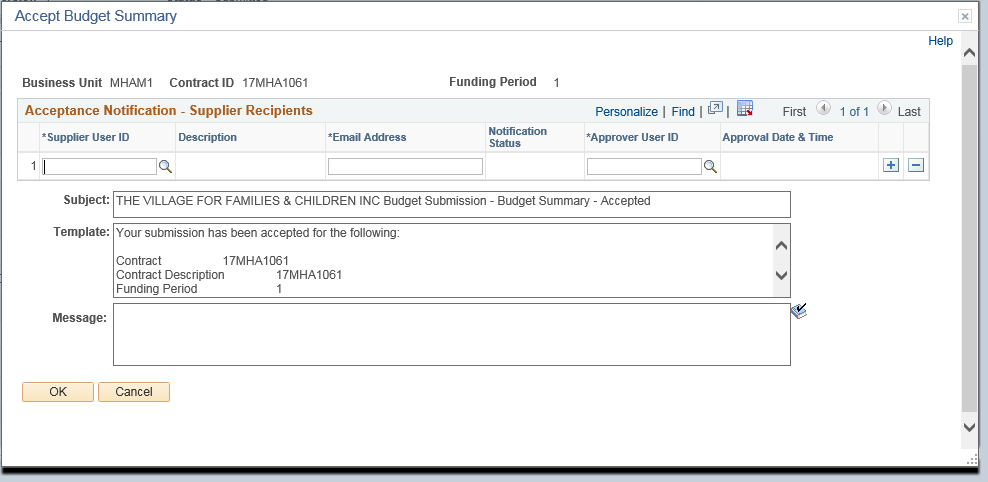 Accept Budget Summary
Help
Business Unit MHAM1 Contract ID 17MHA1061 Funding Period 1
Acceptance Notification - Supplier Recipients Personalize | Find | | First 1 of 1 Last
*Supplier User ID Description *Email Address Notification Status *Approver User ID Approval Date & Time
1
Subject: THE VILLAGE FOR FAMILIES & CHILDREN INC Budget Submission - Budget Summary - Accepted
Template: Your submission has been accepted for the following:
Contract 17MHA1061
Contract Description 17MHA1061
Funding Period 1
Message:
OK Cancel